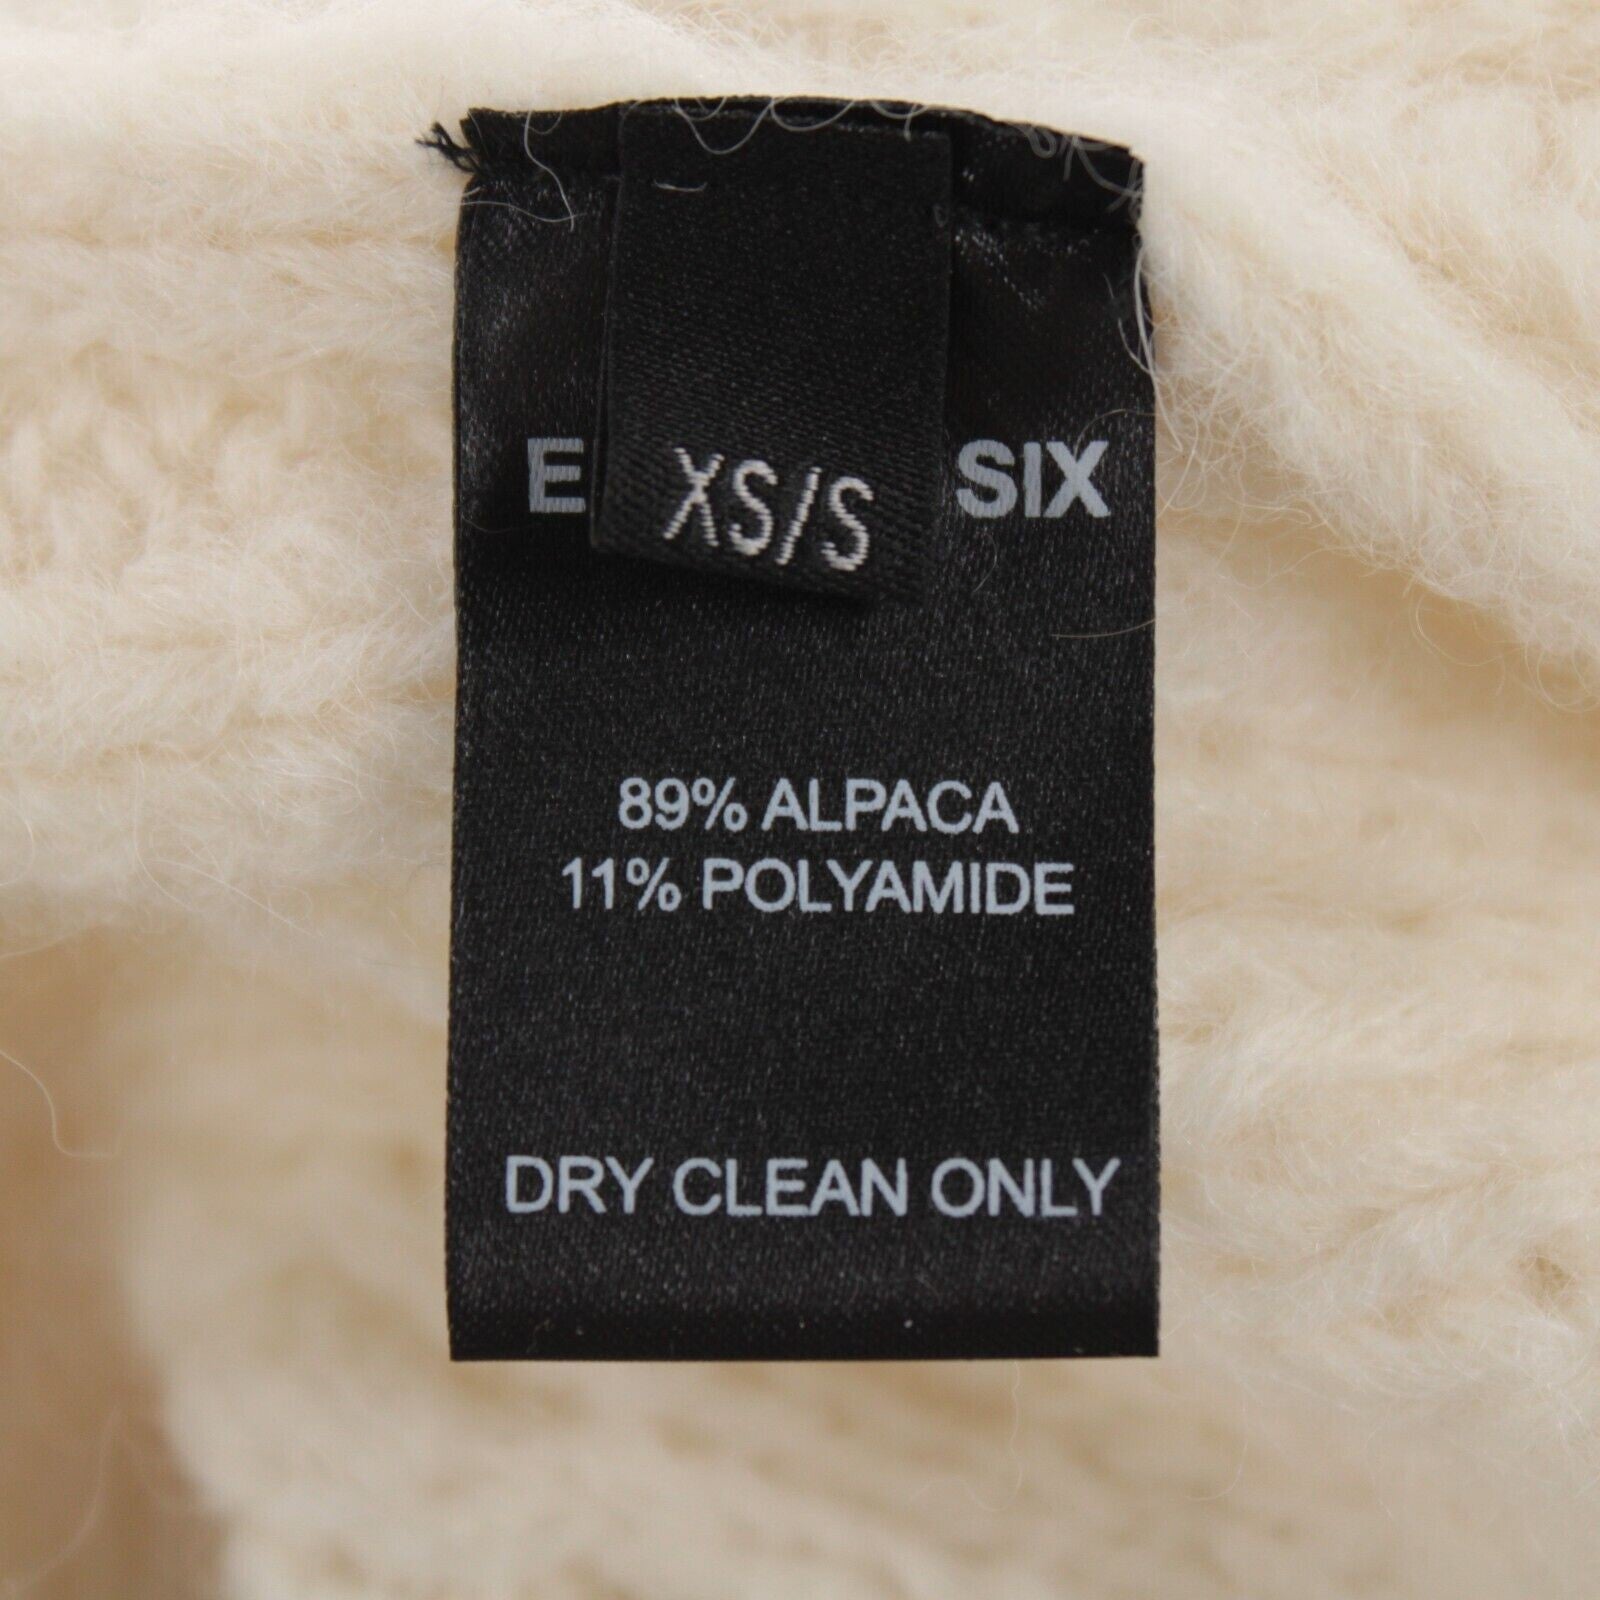 E SIX
XS/S
89% ALPACA
11% POLYAMIDE
DRY CLEAN ONLY